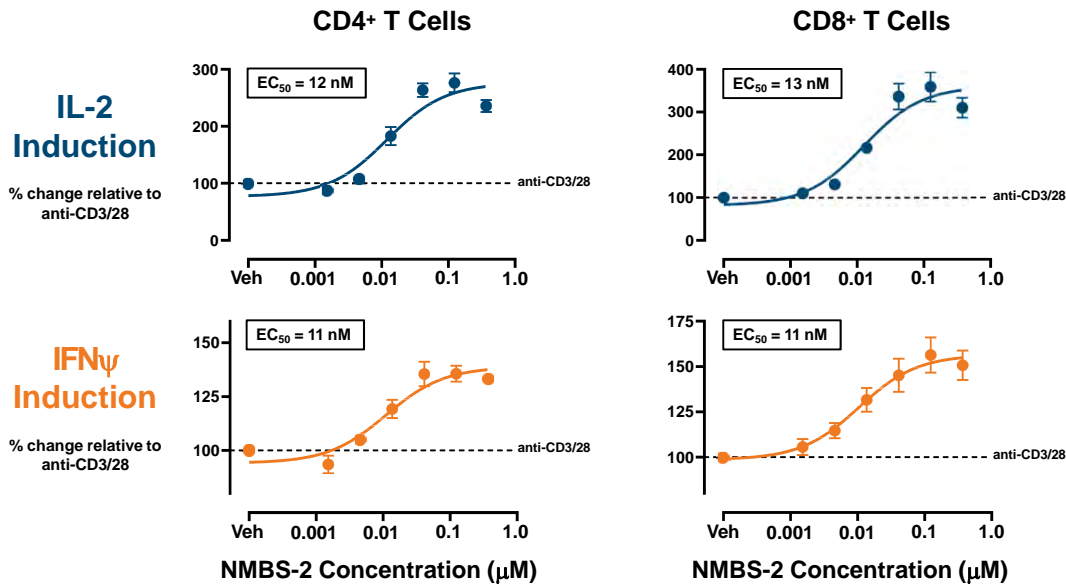 CD4+ T Cells
CD8+ T Cells
IL-2
Induction
% change relative to
anti-CD3/28
EC50 = 12 nM
300
200
100
0
anti-CD3/28
Veh 0.001 0.01 0.1 1.0
EC50 = 13 nM
400
300
200
100
0
anti-CD3/28
Veh 0.001 0.01 0.1 1.0
IFNψ
Induction
% change relative to
anti-CD3/28
EC50 = 11 nM
150
125
100
anti-CD3/28
Veh 0.001 0.01 0.1 1.0
NMBS-2 Concentration (μM)
EC50 = 11 nM
175
150
125
100
anti-CD3/28
Veh 0.001 0.01 0.1 1.0
NMBS-2 Concentration (μM)